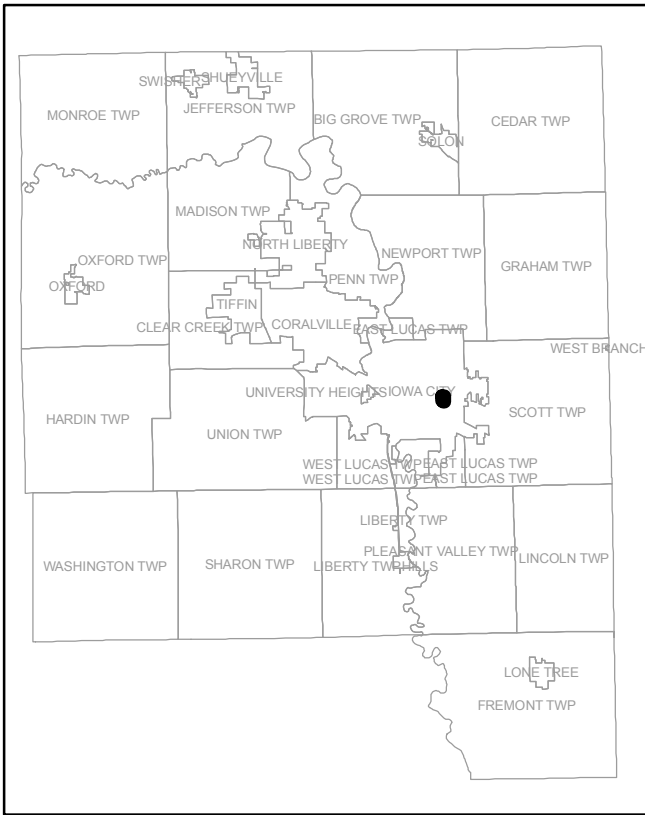 SHUEYVILLE
SWISHER
JEFFERSON TWP
MONROE TWP
BIG GROVE TWP
CEDAR TWP
SOLON
MADISON TWP
NORTH LIBERTY
NEWPORT TWP
OXFORD TWP
GRAHAM TWP
PENN TWP
OXFORD
TIFFIN
CLEAR CREEK TWP
CORALVILLE
EAST LUCAS TWP
WEST BRANCH
UNIVERSITY HEIGHTS
IOWA CITY
HARDIN TWP
SCOTT TWP
UNION TWP
WEST LUCAS TWP
EAST LUCAS TWP
WEST LUCAS TWP
EAST LUCAS TWP
LIBERTY TWP
PLEASANT VALLEY TWP
WASHINGTON TWP
SHARON TWP
LIBERTY TWP
HILLS
LINCOLN TWP
LONE TREE
FREMONT TWP